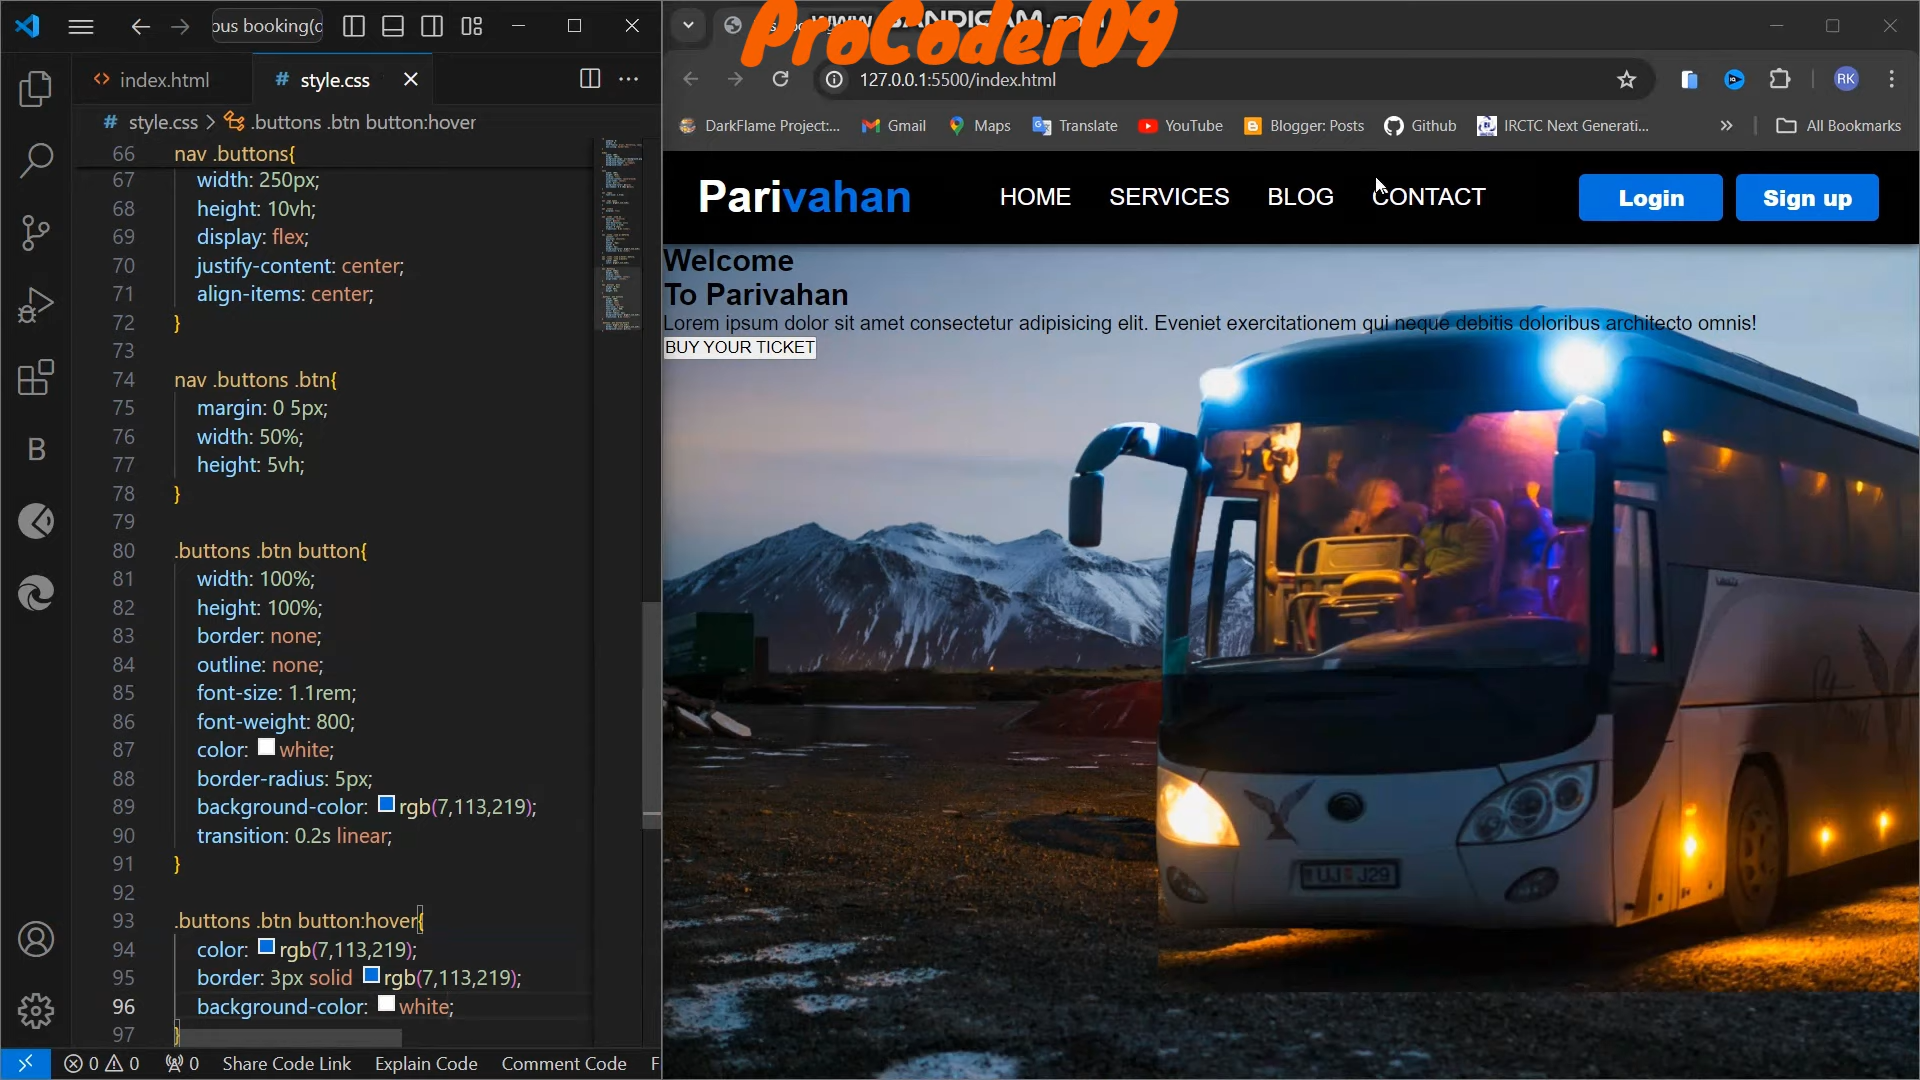 bus booking(d
index.html
# style.css
# style.css > .buttons .btn button:hover
66 nav .buttons{
67 width: 250px;
68 height: 10vh;
69 display: flex;
70 justify-content: center;
71 align-items: center;
72 }
73
74 nav .buttons .btn{
75 margin: 0 5px;
76 width: 50%;
77 height: 5vh;
78 }
79
80 .buttons .btn button{
81 width: 100%;
82 height: 100%;
83 border: none;
84 outline: none;
85 font-size: 1.1rem;
86 font-weight: 800;
87 color: white;
88 border-radius: 5px;
89 background-color: rgb(7,113,219);
90 transition: 0.2s linear;
91 }
92
93 .buttons .btn button:hover{
94 color: rgb(7,113,219);
95 border: 3px solid rgb(7,113,219);
96 background-color: white;
97 }
0 0 0 Share Code Link Explain Code Comment Code F
www.BANDICAM.com
ProCoder09
127.0.0.1:5500/index.html
RK
DarkFlame Project:... Gmail Maps Translate YouTube Blogger: Posts Github IRCTC Next Generati... » All Bookmarks
Parivahan
HOME SERVICES BLOG CONTACT
Login Sign up
Welcome
To Parivahan
Lorem ipsum dolor sit amet consectetur adipisicing elit. Eveniet exercitationem qui neque debitis doloribus architecto omnis!
BUY YOUR TICKET